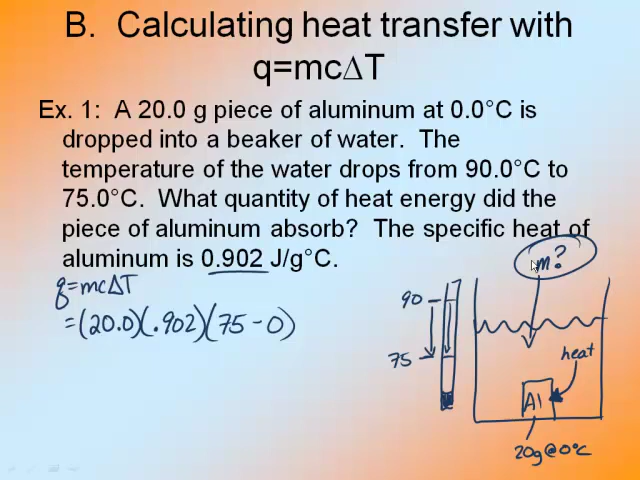 B. Calculating heat transfer with
q=mc∆T
Ex. 1: A 20.0 g piece of aluminum at 0.0°C is
dropped into a beaker of water. The
temperature of the water drops from 90.0°C to
75.0°C. What quantity of heat energy did the
piece of aluminum absorb? The specific heat of
aluminum is 0.902 J/g°C.
q=mc∆T
=(20.0)(.902)(75-0)
m?
90
75
heat
Al
20g@0°C